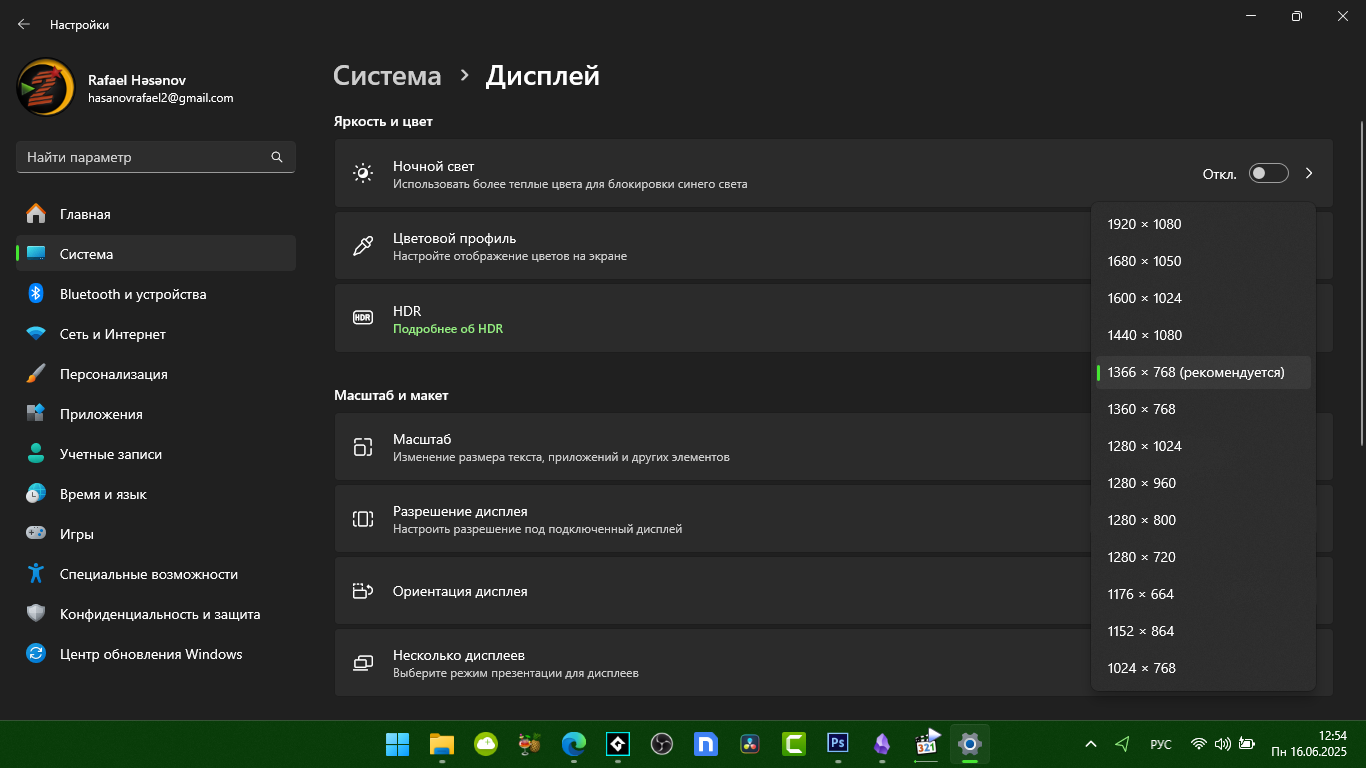 Настройки
Rafael Həsənov
hasanovrafael2@gmail.com
Найти параметр
Главная
Система
Bluetooth и устройства
Сеть и Интернет
Персонализация
Приложения
Учетные записи
Время и язык
Игры
Специальные возможности
Конфиденциальность и защита
Центр обновления Windows
Система > Дисплей
Яркость и цвет
Ночной свет
Использовать более теплые цвета для блокировки синего света
Откл.
Цветовой профиль
Настройте отображение цветов на экране
HDR
HDR
Подробнее об HDR
Масштаб и макет
Масштаб
Изменение размера текста, приложений и других элементов
Разрешение дисплея
Настроить разрешение под подключенный дисплей
Ориентация дисплея
Несколько дисплеев
Выберите режим презентации для дисплеев
1920 × 1080
1680 × 1050
1600 × 1024
1440 × 1080
1366 × 768 (рекомендуется)
1360 × 768
1280 × 1024
1280 × 960
1280 × 800
1280 × 720
1176 × 664
1152 × 864
1024 × 768
Ps
321
РУС
12:54
Пн 16.06.2025